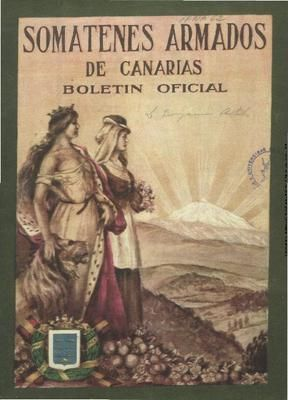 SOMATENES ARMADOS
DE CANARIAS
BOLETIN OFICIAL